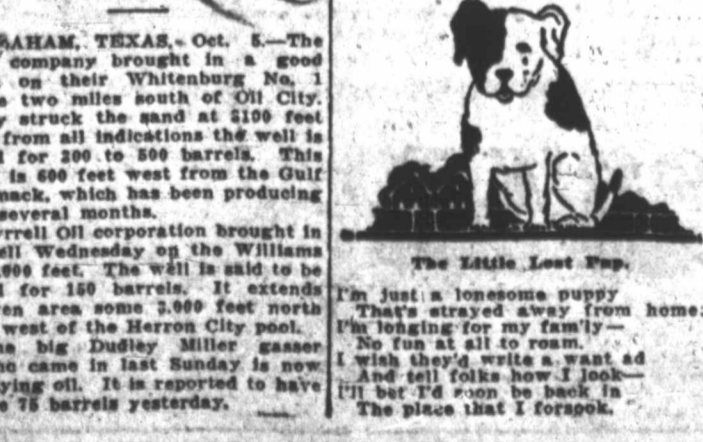 AHAM, TEXAS, Oct. 5.—The
company brought in a good
on their Whitenburg No. 1
two miles south of Oil City.
struck the sand at 3100 feet
from all indications the well is
for 200 to 500 barrels. This
is 600 feet west from the Gulf
mack, which has been producing
several months.
rrell Oil corporation brought in
ell Wednesday on the Williams
000 feet. The well is said to be
for 150 barrels. It extends
en area some 3,000 feet north
west of the Herron City pool.
big Dudley Miller gasser
came in last Sunday is now
ying oil. It is reported to have
75 barrels yesterday.
The Little Lost Pup.
I'm just a lonesome puppy
That's strayed away from home;
I'm longing for my fam'ly—
No fun at all to roam.
I wish they'd write a want ad
And tell folks how I look—
I'll bet I'd soon be back in
The place that I forsook.